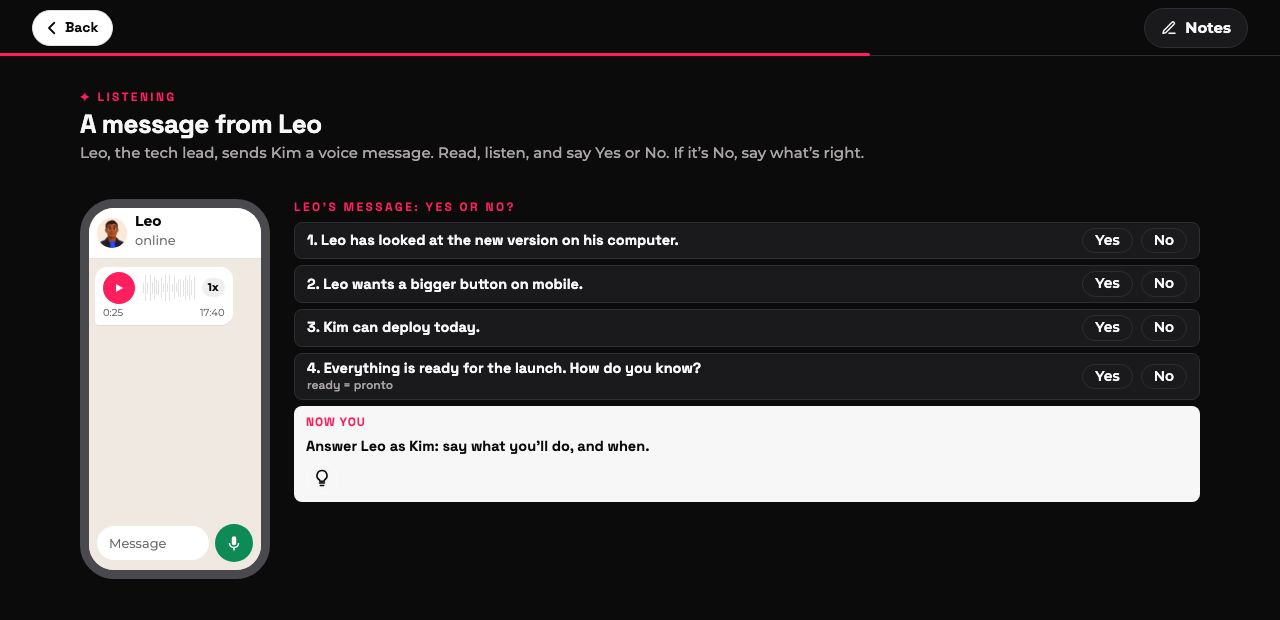 Back
Notes
LISTENING
A message from Leo
Leo, the tech lead, sends Kim a voice message. Read, listen, and say Yes or No. If it's No, say what's right.
Leo
online
1x
0:25
17:40
Message
LEO'S MESSAGE: YES OR NO?
1. Leo has looked at the new version on his computer.
Yes
No
2. Leo wants a bigger button on mobile.
Yes
No
3. Kim can deploy today.
Yes
No
4. Everything is ready for the launch. How do you know?
ready = pronto
Yes
No
NOW YOU
Answer Leo as Kim: say what you'll do, and when.